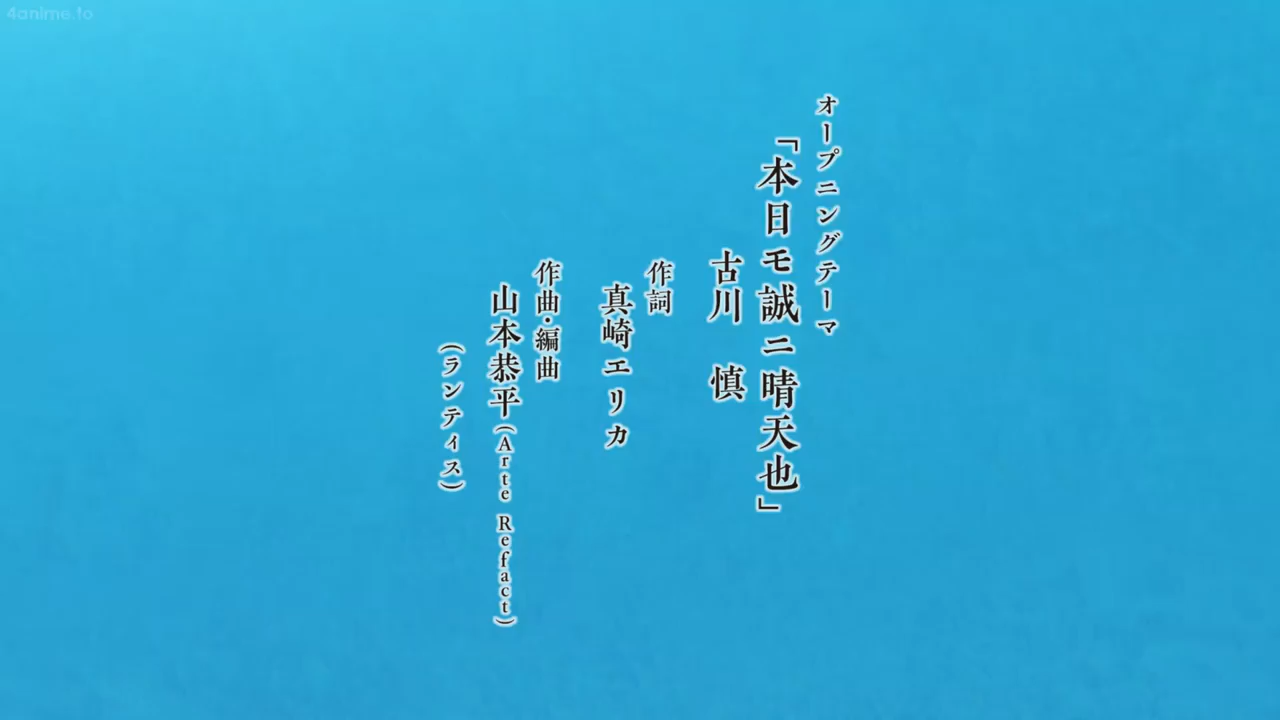 オープニングテーマ
「本日モ誠ニ晴天也」
古川 慎
作詞
真崎エリカ
作曲・編曲
山本恭平(Arte Refact)
(ランティス)
4anime.to